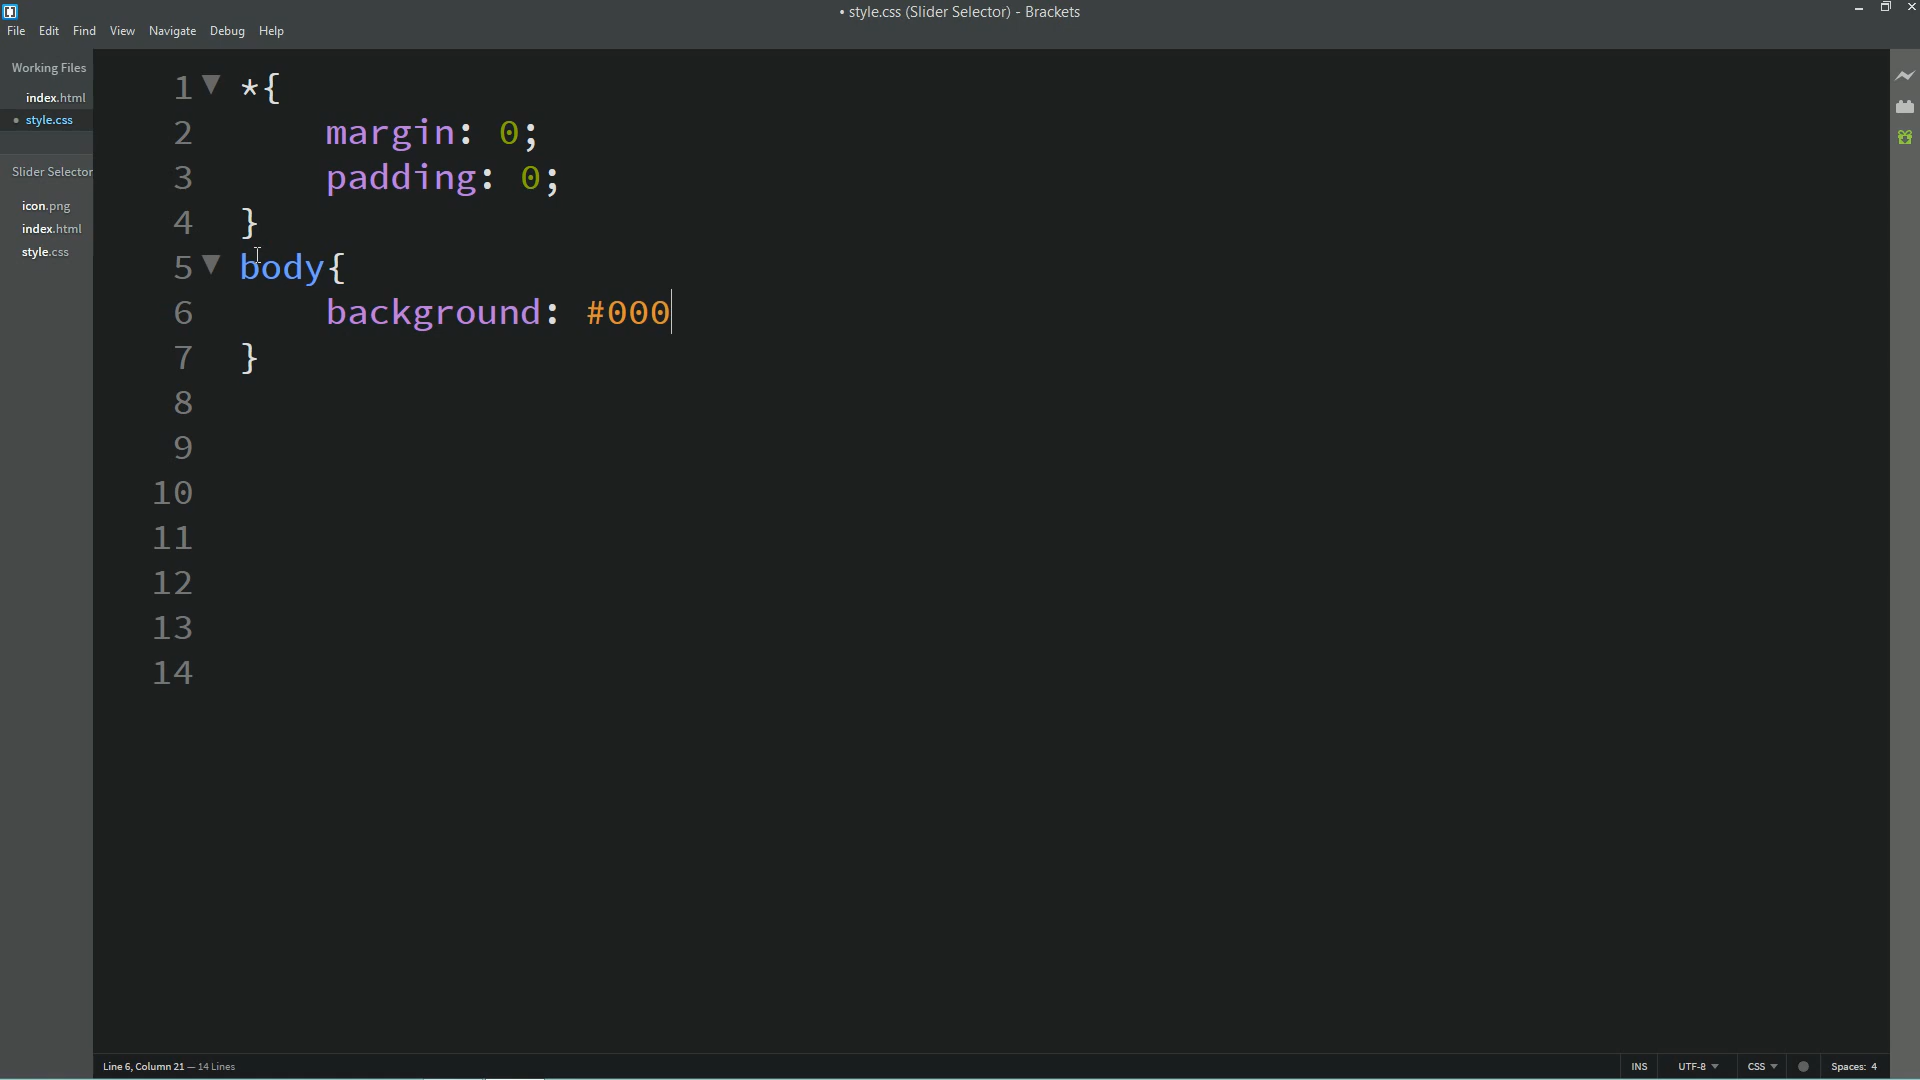 • style.css (Slider Selector) - Brackets
File Edit Find View Navigate Debug Help
Working Files
index.html
• style.css
Slider Selector
icon.png
index.html
style.css
1 *{
2 margin: 0;
3 padding: 0;
4 }
5 body{
6 background: #000
7 }
8
9
10
11
12
13
14
Line 6, Column 21 — 14 Lines
INS UTF-8 CSS Spaces: 4